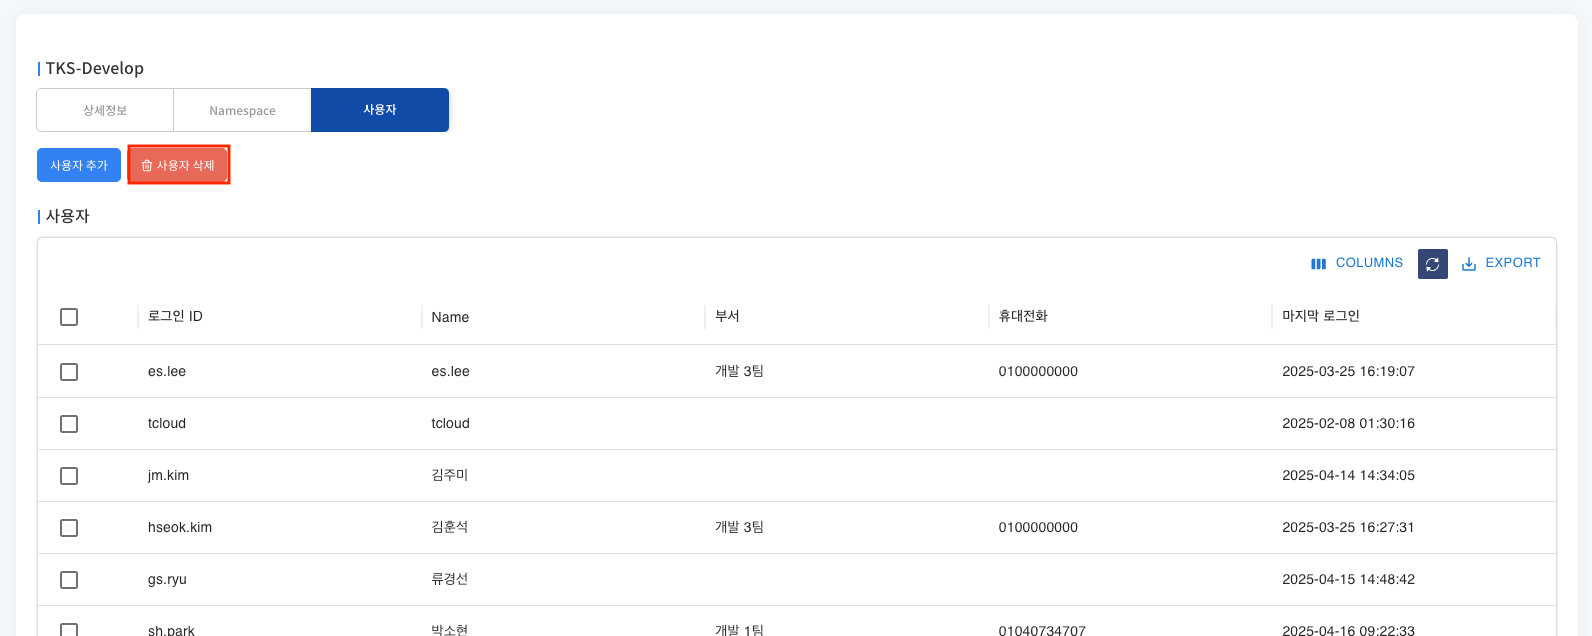 TKS-Develop
상세정보 Namespace 사용자
사용자 추가 사용자 삭제
사용자
COLUMNS EXPORT
로그인 ID Name 부서 휴대전화 마지막 로그인
es.lee es.lee 개발 3팀 0100000000 2025-03-25 16:19:07
tcloud tcloud 2025-02-08 01:30:16
jm.kim 김주미 2025-04-14 14:34:05
hseok.kim 김훈석 개발 3팀 0100000000 2025-03-25 16:27:31
gs.ryu 류경선 2025-04-15 14:48:42
sh.park 박소현 개발 1팀 01040734707 2025-04-16 09:22:33